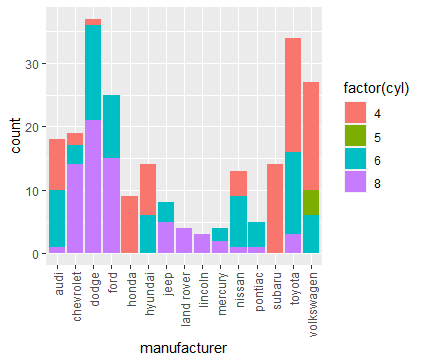 30
20
10
0
count
audi
chevrolet
dodge
ford
honda
hyundai
jeep
land rover
lincoln
mercury
nissan
pontiac
subaru
toyota
volkswagen
manufacturer
factor(cyl)
4
5
6
8